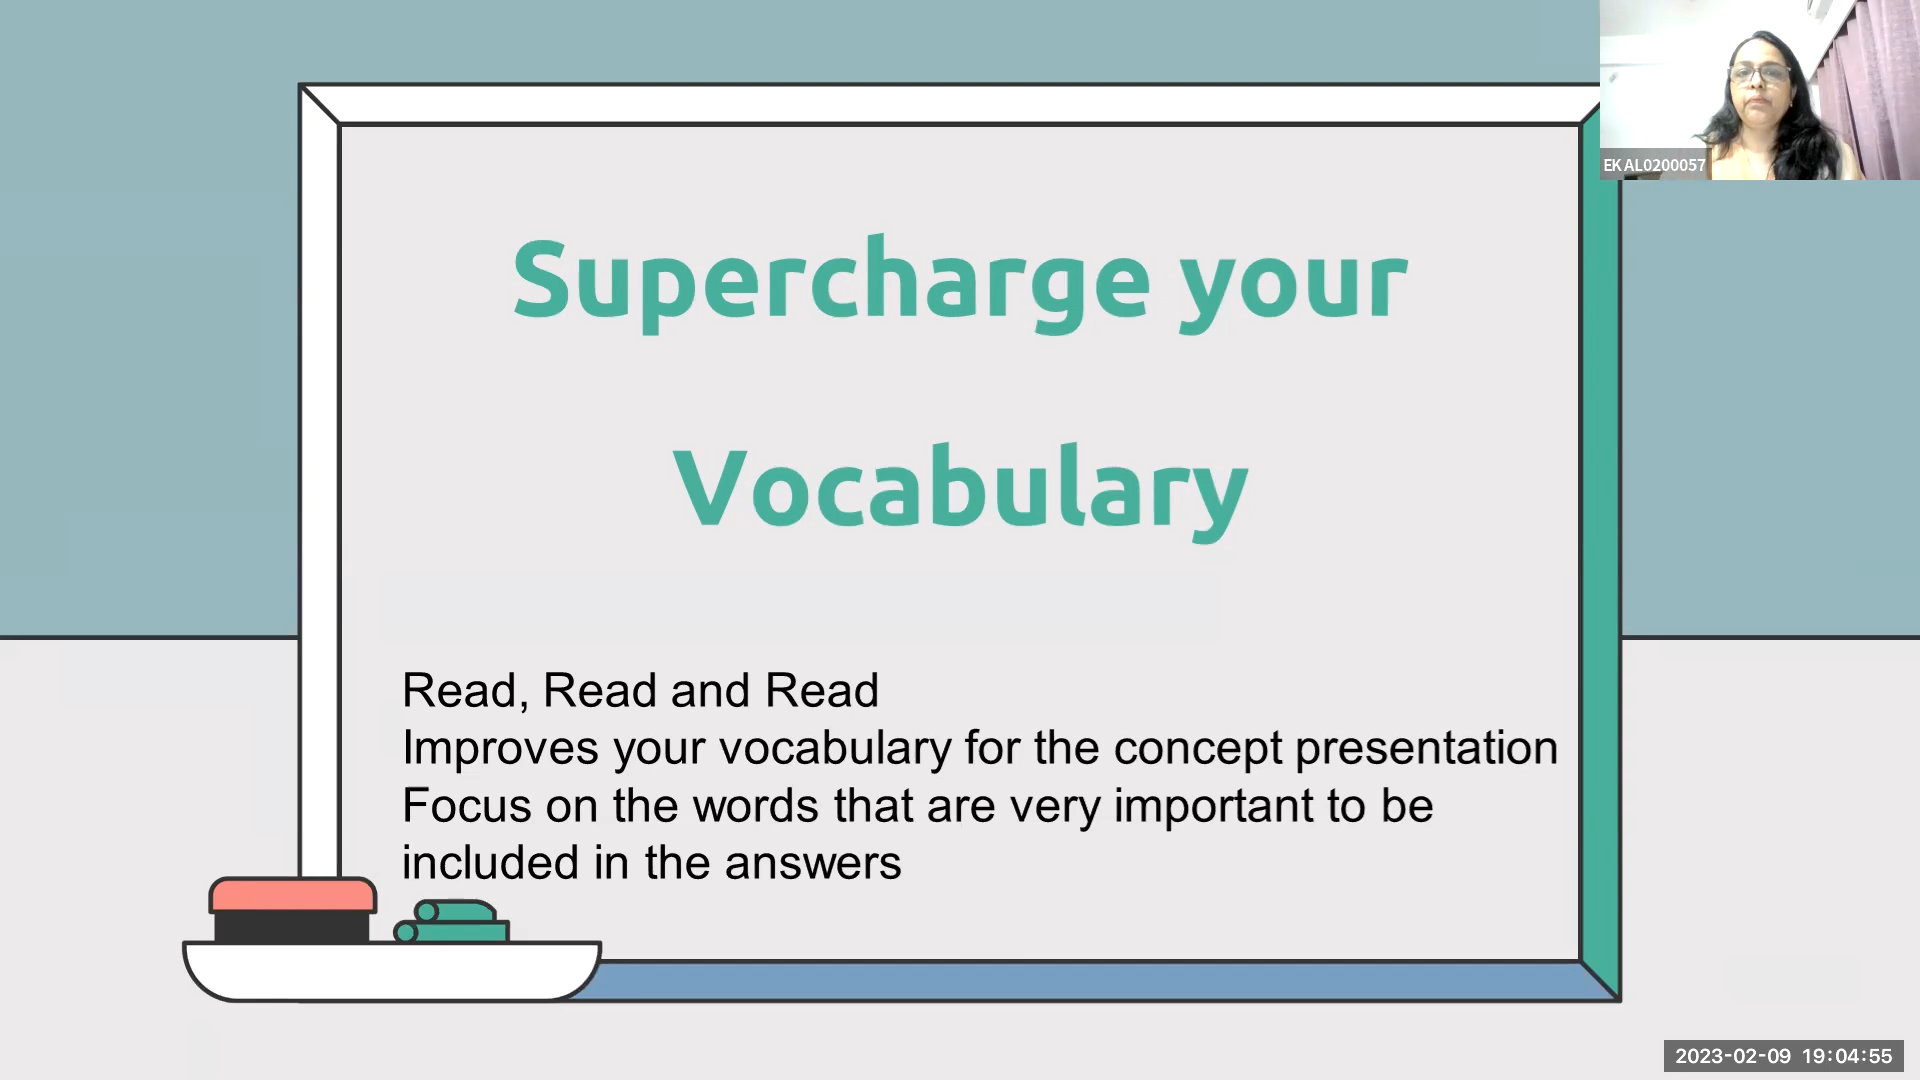 EKAL0200057
Supercharge your
Vocabulary
Read, Read and Read
Improves your vocabulary for the concept presentation
Focus on the words that are very important to be
included in the answers
2023-02-09 19:04:55